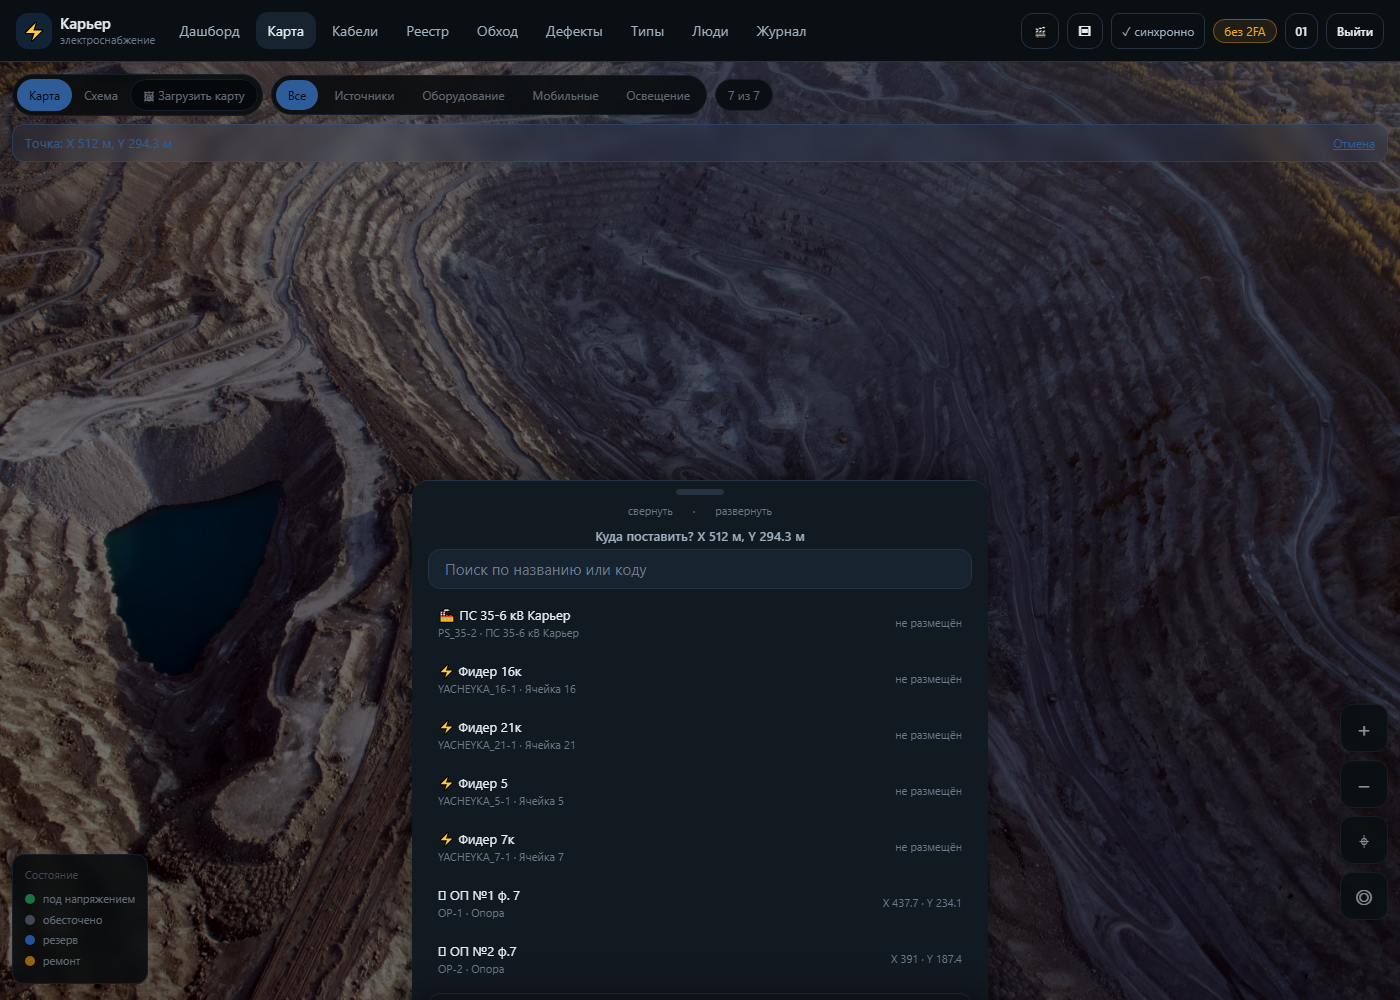 Карьер
электроснабжение
Дашборд Карта Кабели Реестр Обход Дефекты Типы Люди Журнал
✓ синхронно без 2FA 01 Выйти
Карта Схема Загрузить карту Все Источники Оборудование Мобильные Освещение 7 из 7
Точка: X 512 м, Y 294.3 м Отмена
свернуть · развернуть
Куда поставить? X 512 м, Y 294.3 м
Поиск по названию или коду
ПС 35-6 кВ Карьер
PS_35-2 · ПС 35-6 кВ Карьер
не размещён
Фидер 16к
YACHEYKA_16-1 · Ячейка 16
не размещён
Фидер 21к
YACHEYKA_21-1 · Ячейка 21
не размещён
Фидер 5
YACHEYKA_5-1 · Ячейка 5
не размещён
Фидер 7к
YACHEYKA_7-1 · Ячейка 7
не размещён
ОП №1 ф. 7
OP-1 · Опора
X 437.7 · Y 234.1
ОП №2 ф.7
OP-2 · Опора
X 391 · Y 187.4
Состояние
под напряжением
обесточено
резерв
ремонт